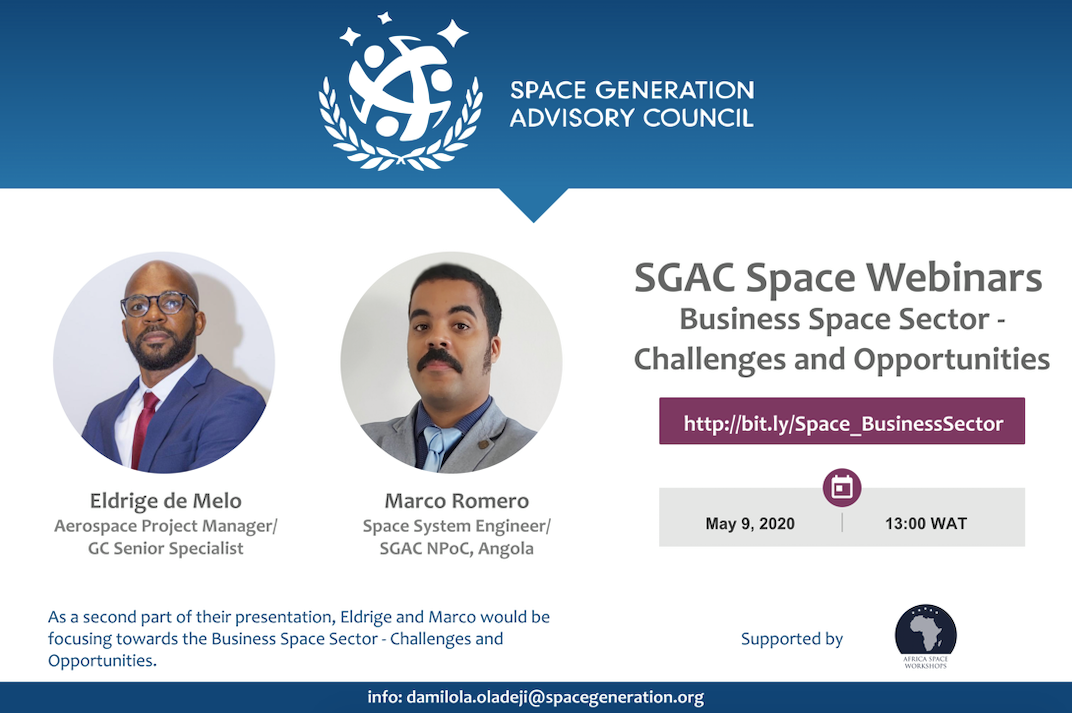 SPACE GENERATION
ADVISORY COUNCIL
SGAC Space Webinars
Business Space Sector -
Challenges and Opportunities
http://bit.ly/Space_BusinessSector
May 9, 2020
13:00 WAT
Eldrige de Melo
Aerospace Project Manager/
GC Senior Specialist
Marco Romero
Space System Engineer/
SGAC NPoC, Angola
As a second part of their presentation, Eldrige and Marco would be
focusing towards the Business Space Sector - Challenges and
Opportunities.
Supported by
AFRICA SPACE
WORKSHOPS
info: damilola.oladeji@spacegeneration.org